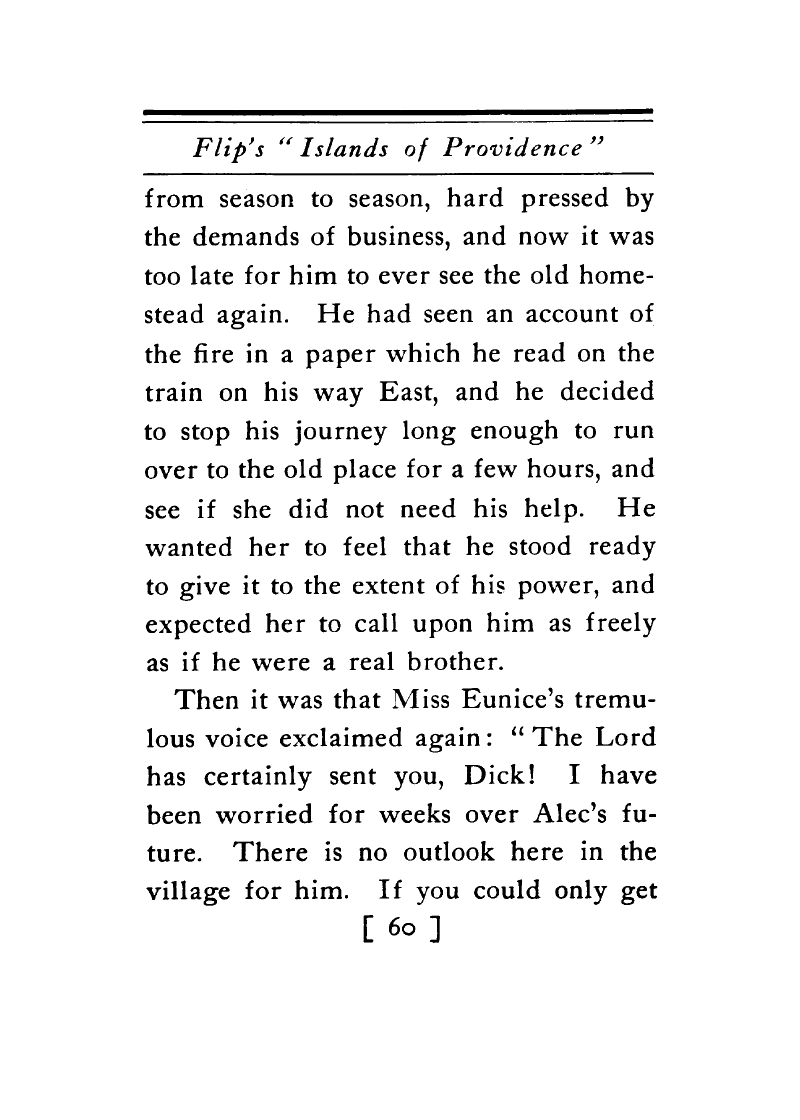 Flip's "Islands of Providence"
from season to season, hard pressed by
the demands of business, and now it was
too late for him to ever see the old home-
stead again. He had seen an account of
the fire in a paper which he read on the
train on his way East, and he decided
to stop his journey long enough to run
over to the old place for a few hours, and
see if she did not need his help. He
wanted her to feel that he stood ready
to give it to the extent of his power, and
expected her to call upon him as freely
as if he were a real brother.
Then it was that Miss Eunice's tremu-
lous voice exclaimed again: "The Lord
has certainly sent you, Dick! I have
been worried for weeks over Alec's fu-
ture. There is no outlook here in the
village for him. If you could only get
[ 60 ]